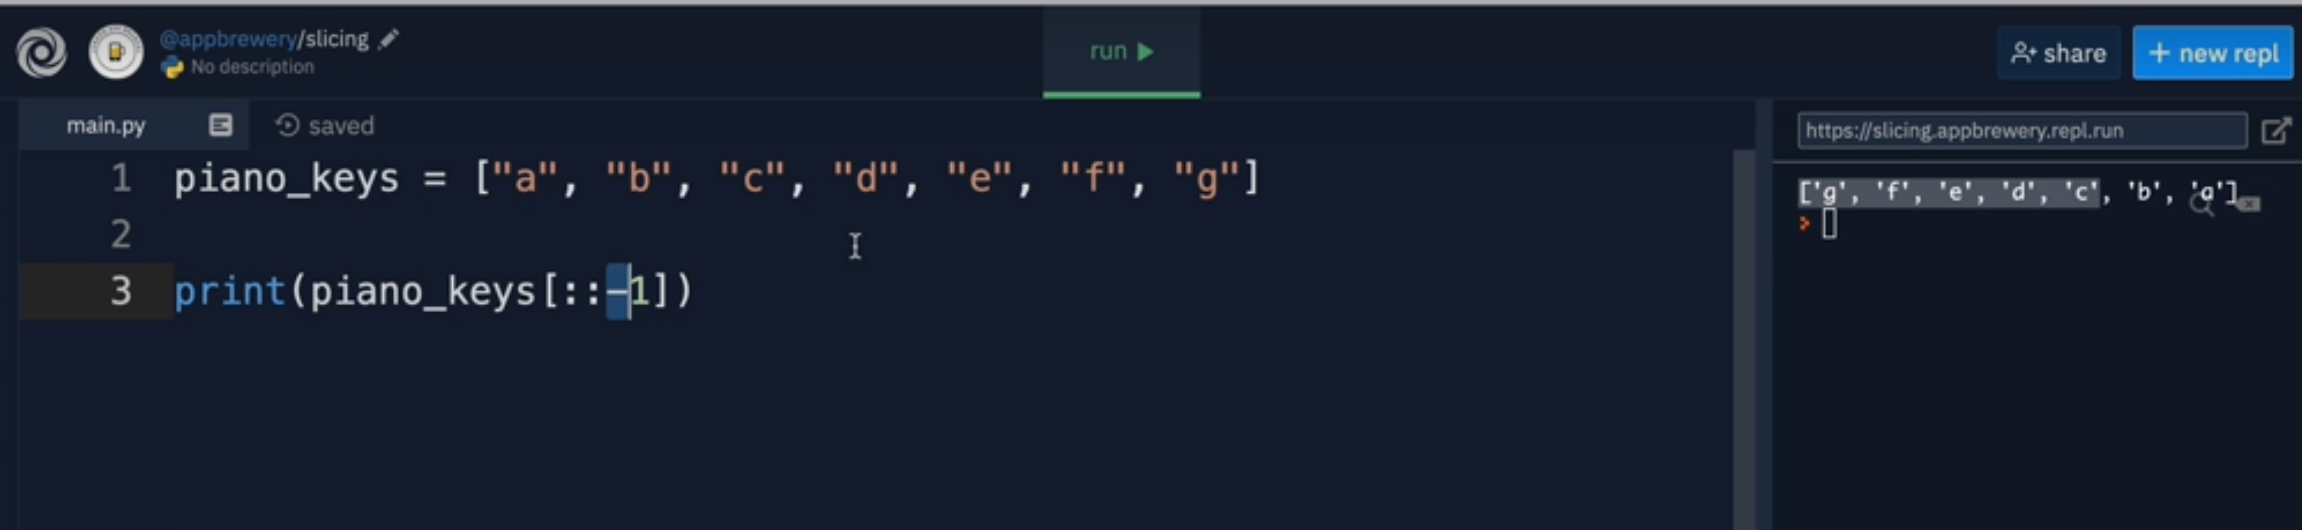 @appbrewery/slicing
No description
run
share
+ new repl
main.py
saved
https://slicing.appbrewery.repl.run
1 piano_keys = ["a", "b", "c", "d", "e", "f", "g"]
2
3 print(piano_keys[::-1])
['g', 'f', 'e', 'd', 'c', 'b', 'a']
>